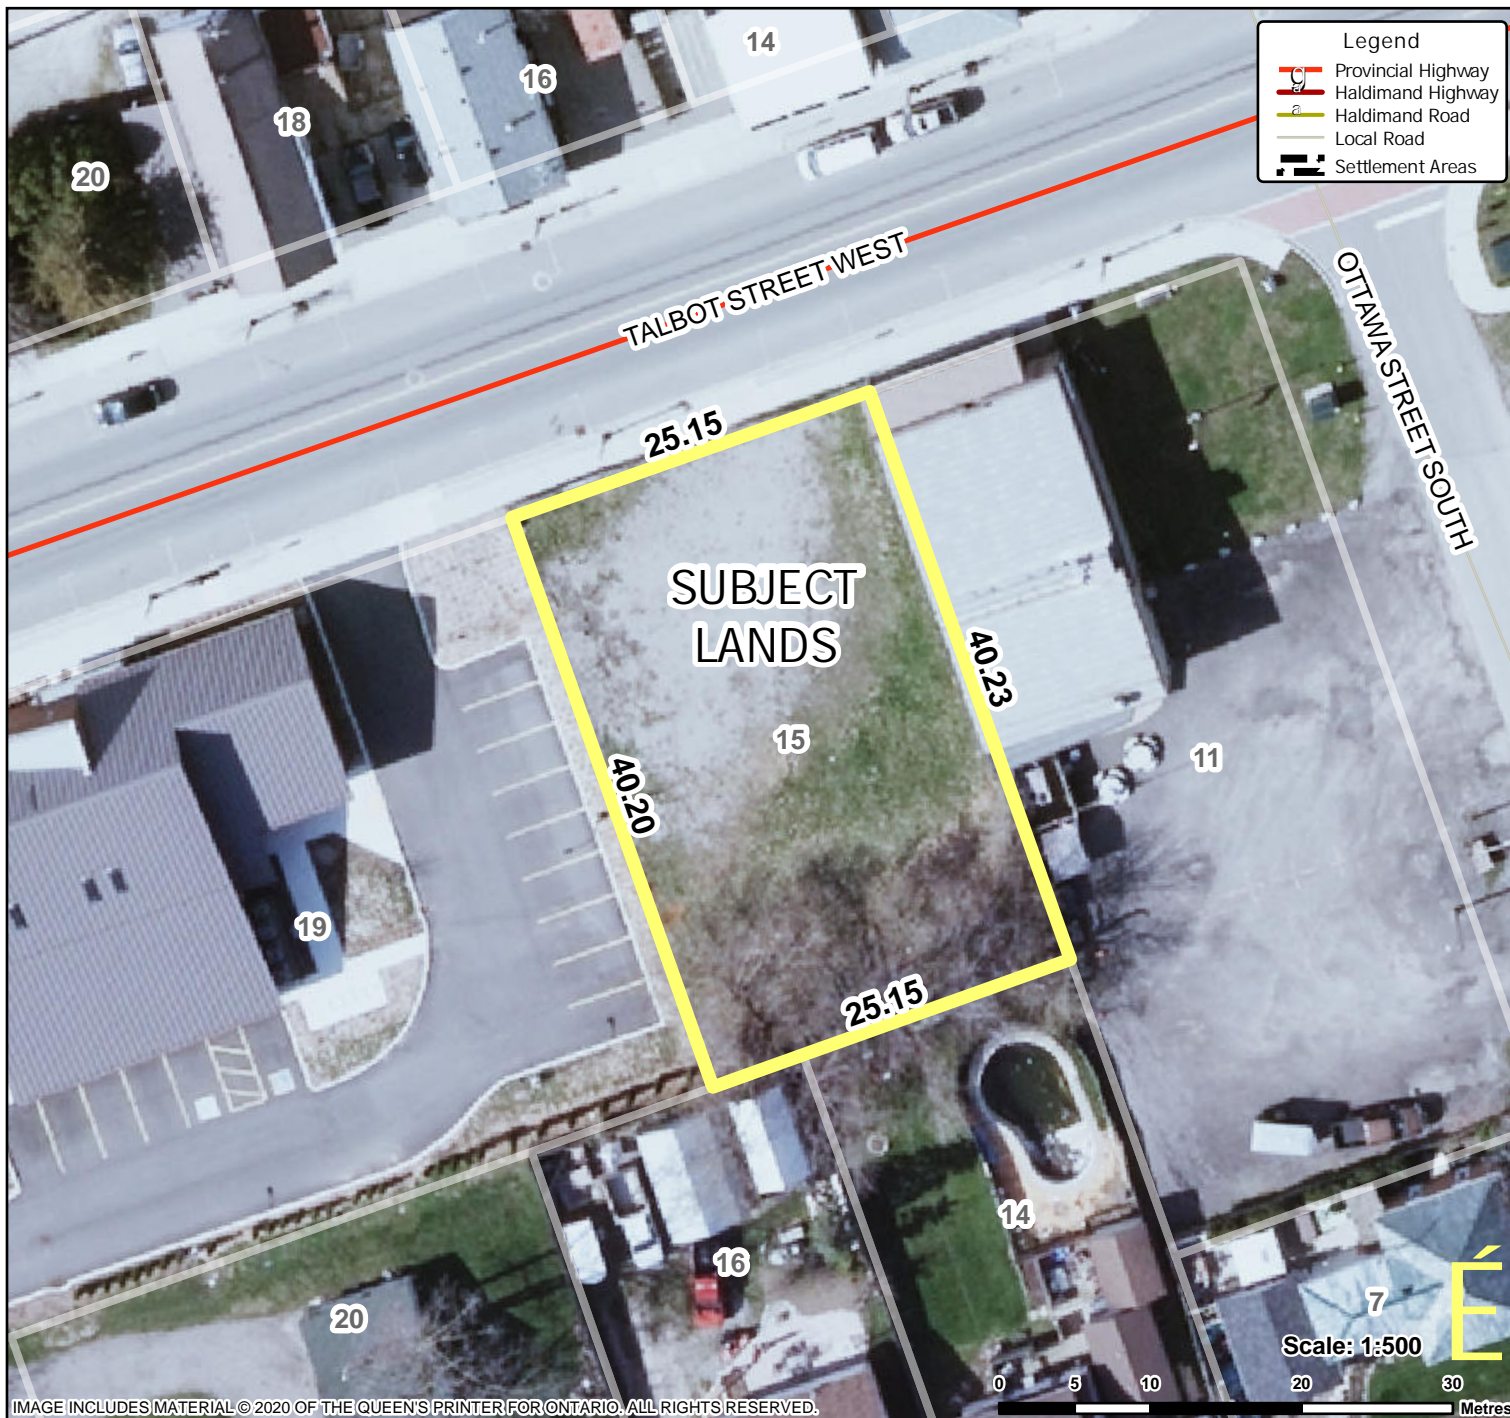 Legend
Provincial Highway
Haldimand Highway
Haldimand Road
Local Road
Settlement Areas
14
16
18
20
TALBOT STREET WEST
OTTAWA STREET SOUTH
25.15
SUBJECT
LANDS
40.23
15
11
40.20
19
25.15
14
16
20
7
É
Scale: 1:500
0 5 10 20 30
Metres
IMAGE INCLUDES MATERIAL © 2020 OF THE QUEEN'S PRINTER FOR ONTARIO. ALL RIGHTS RESERVED.